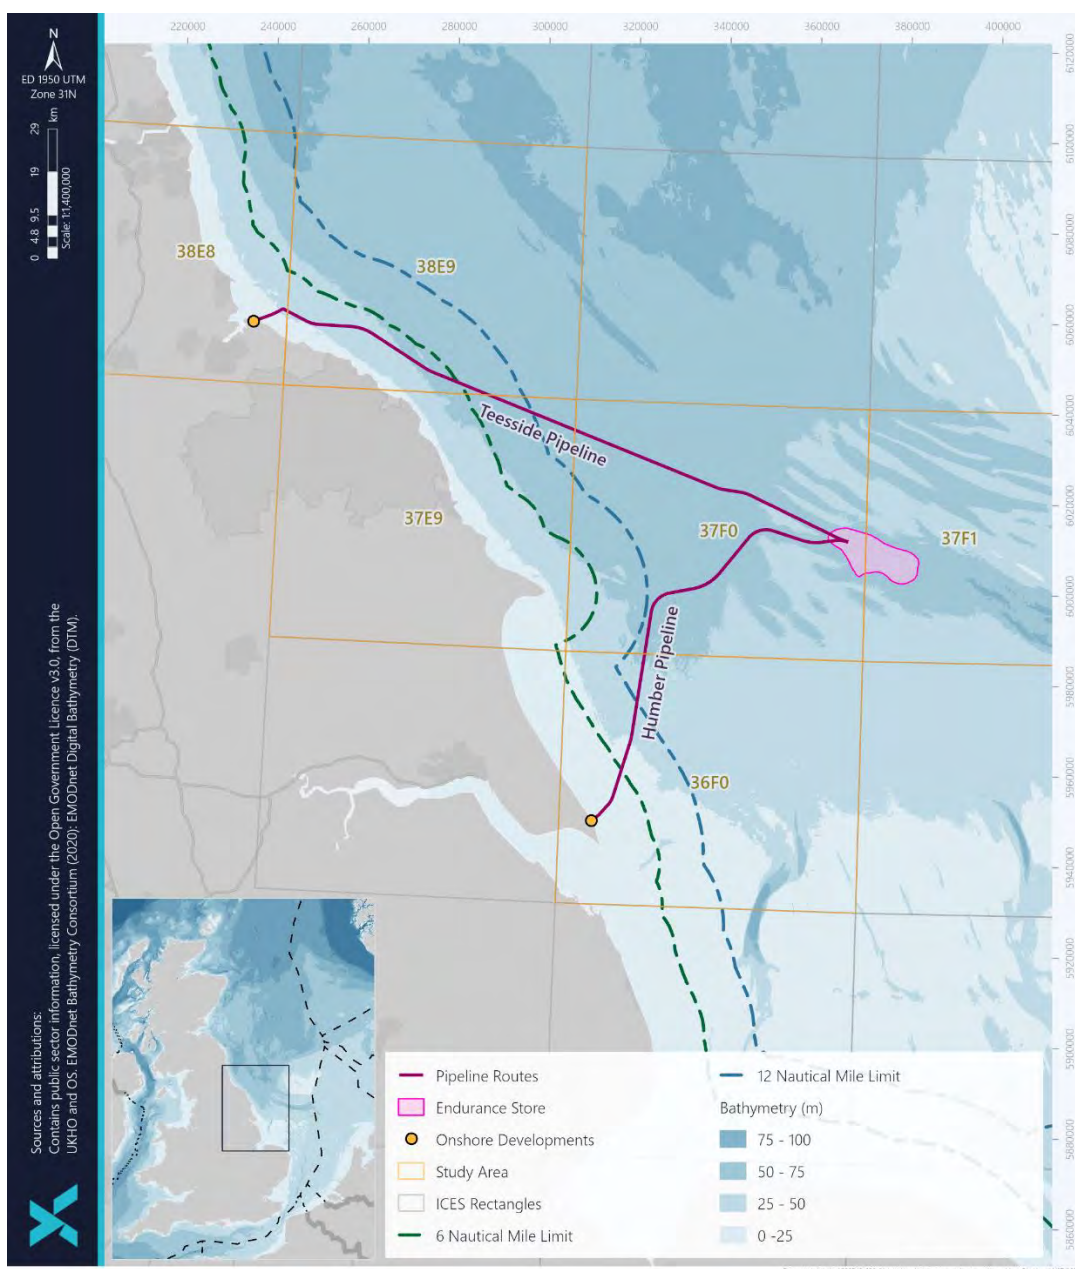 220000 240000 260000 280000 300000 320000 340000 360000 380000 400000
N
ED 1950 UTM
Zone 31N
0 4.8 9.5 19 29
km
Scale: 1:1,400,000
6120000
6100000
6080000
6060000
6040000
6020000
6000000
5980000
5960000
5940000
5920000
5900000
5880000
5860000
38E8
38E9
Teesside Pipeline
37E9
37F0
37F1
Humber Pipeline
36F0
Sources and attributions:
Contains public sector information, licensed under the Open Government Licence v3.0, from the
UKHO and OS. EMODnet Bathymetry Consortium (2020): EMODnet Digital Bathymetry (DTM).
Pipeline Routes
Endurance Store
Onshore Developments
Study Area
ICES Rectangles
6 Nautical Mile Limit
12 Nautical Mile Limit
Bathymetry (m)
75 - 100
50 - 75
25 - 50
0 -25